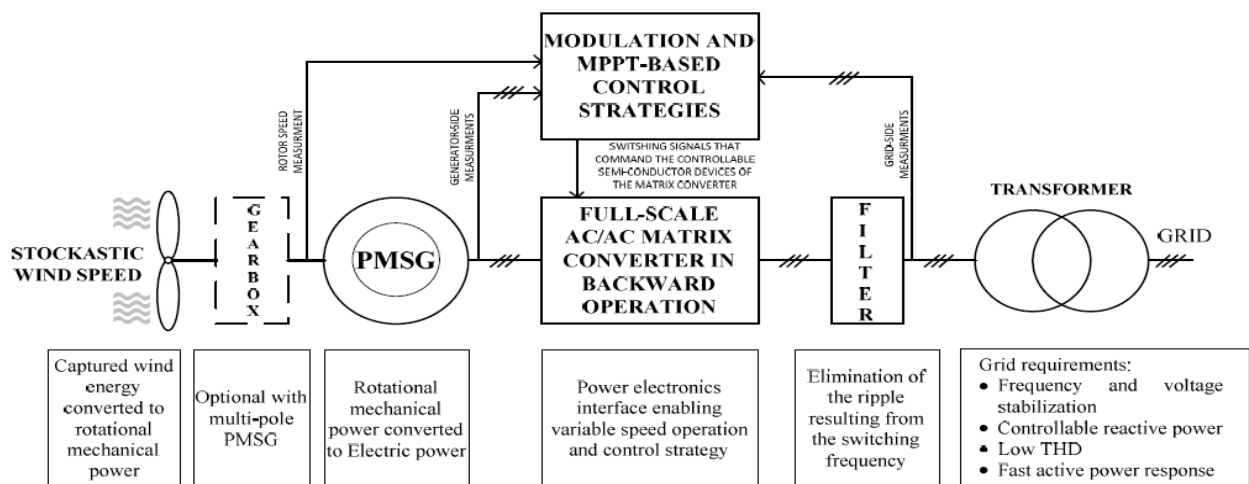 MODULATION AND
MPPT-BASED
CONTROL
STRATEGIES
ROTOR SPEED
MEASURMENT
GENERATOR-SIDE
MEASURMENTS
GRID-SIDE
MEASURMENTS
SWITSHING SIGNALS THAT
COMMAND THE CONTROLLABLE
SEMI-CONDUCTOR DEVICES OF
THE MATRIX CONVERTER
STOCKASTIC
WIND SPEED
GEARBOX
PMSG
FULL-SCALE
AC/AC MATRIX
CONVERTER IN
BACKWARD
OPERATION
FILTER
TRANSFORMER
GRID
Captured wind
energy
converted to
rotational
mechanical
power
Optional with
multi-pole
PMSG
Rotational
mechanical
power converted
to Electric power
Power electronics
interface enabling
variable speed operation
and control strategy
Elimination of
the ripple
resulting from
the switching
frequency
Grid requirements:
• Frequency and voltage
stabilization
• Controllable reactive power
• Low THD
• Fast active power response